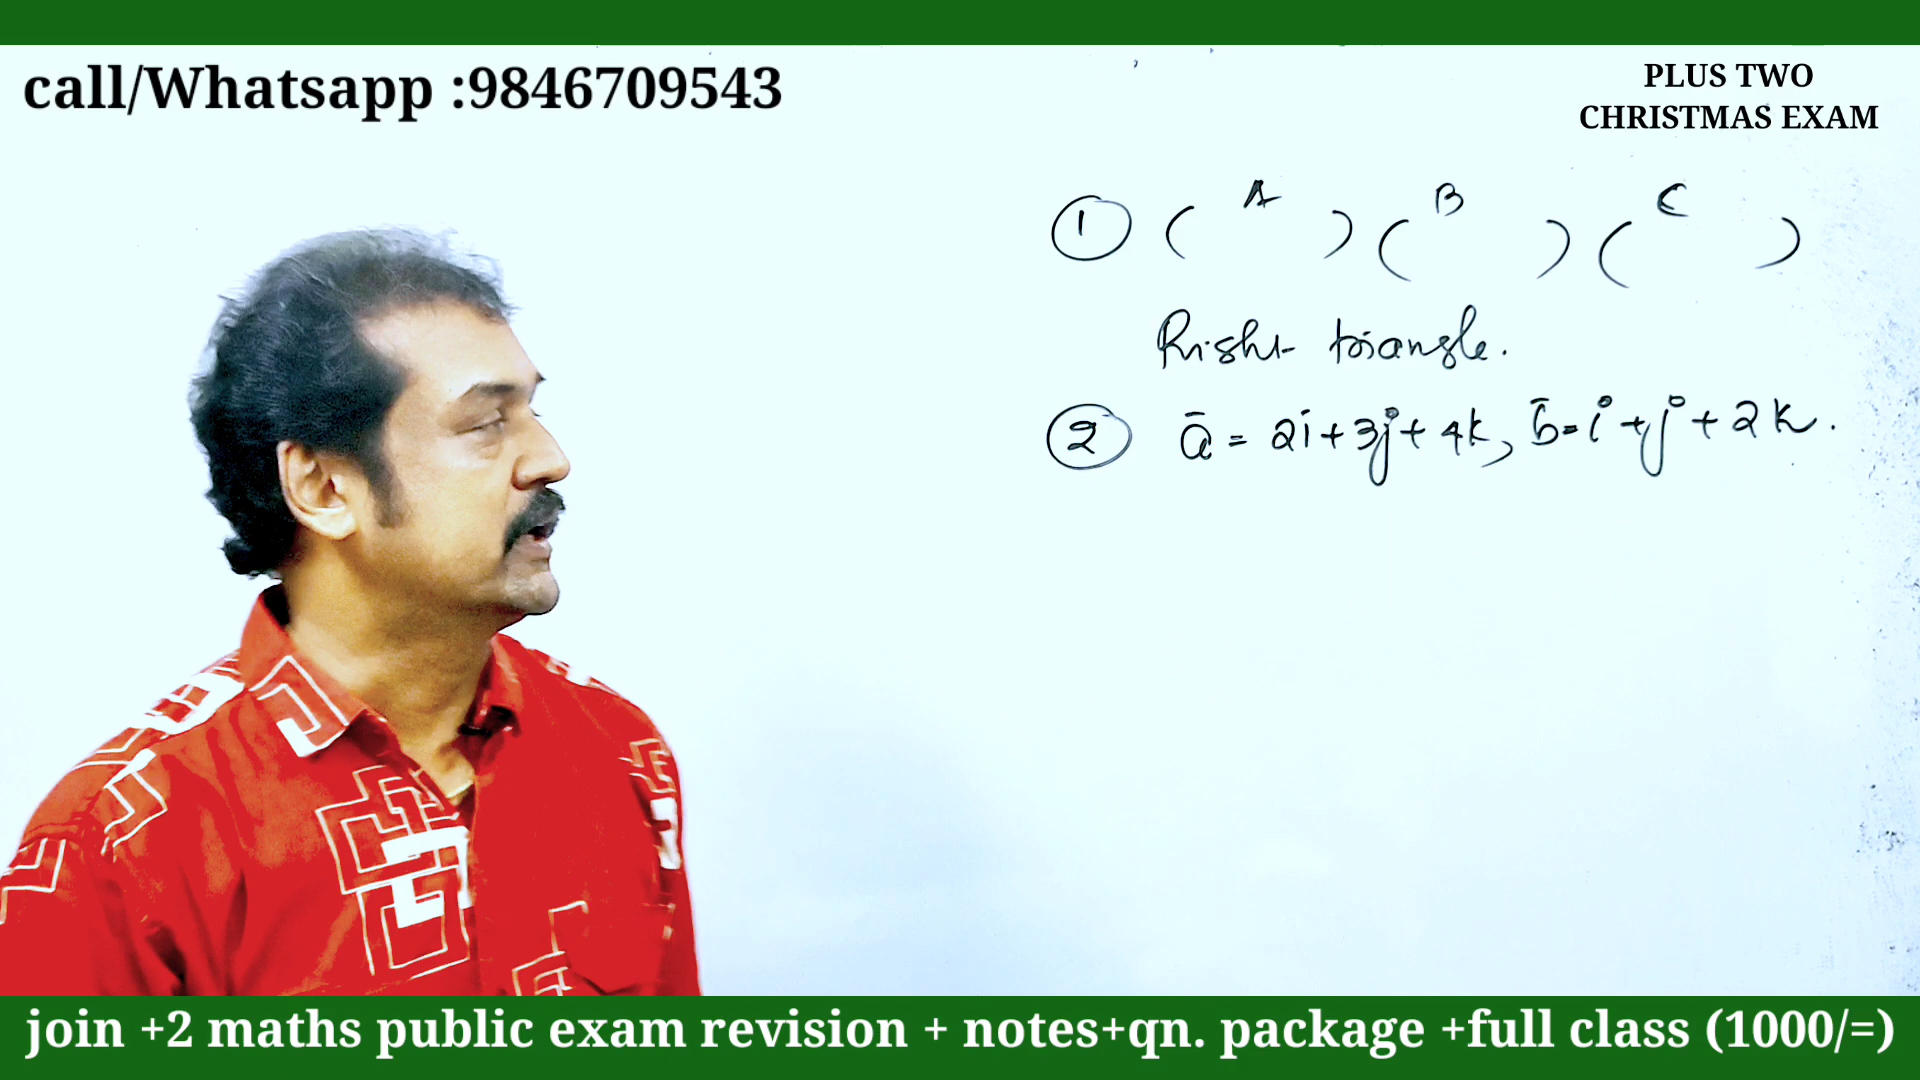 call/Whatsapp :9846709543
PLUS TWO
CHRISTMAS EXAM
① ( A ) ( B ) ( C )
Right triangle.
② ā = 2i + 3j + 4k, b̄ = i + j + 2k.
join +2 maths public exam revision + notes+qn. package +full class (1000/=)